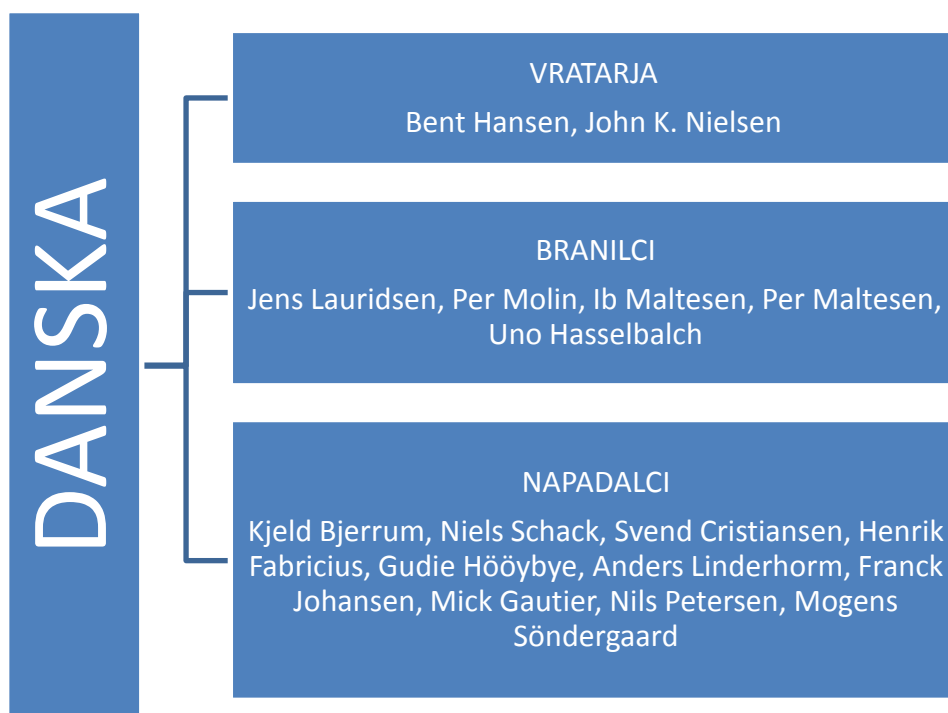 DANSKA
VRATARJA
Bent Hansen, John K. Nielsen
BRANILCI
Jens Lauridsen, Per Molin, Ib Maltesen, Per Maltesen,
Uno Hasselbalch
NAPADALCI
Kjeld Bjerrum, Niels Schack, Svend Cristiansen, Henrik
Fabricius, Gudie Hööybye, Anders Linderhorm, Franck
Johansen, Mick Gautier, Nils Petersen, Mogens
Söndergaard